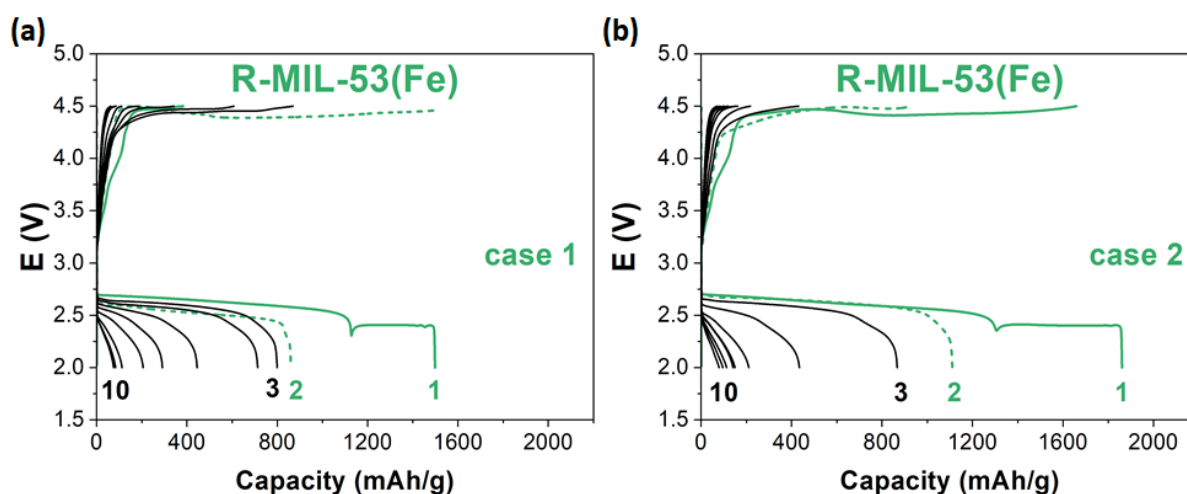 (a)
R-MIL-53(Fe)
5.0
4.5
4.0
3.5
3.0
2.5
2.0
1.5
E (V)
case 1
10
3
2
1
0 400 800 1200 1600 2000
Capacity (mAh/g)
(b)
R-MIL-53(Fe)
5.0
4.5
4.0
3.5
3.0
2.5
2.0
1.5
E (V)
case 2
10
3
2
1
0 400 800 1200 1600 2000
Capacity (mAh/g)